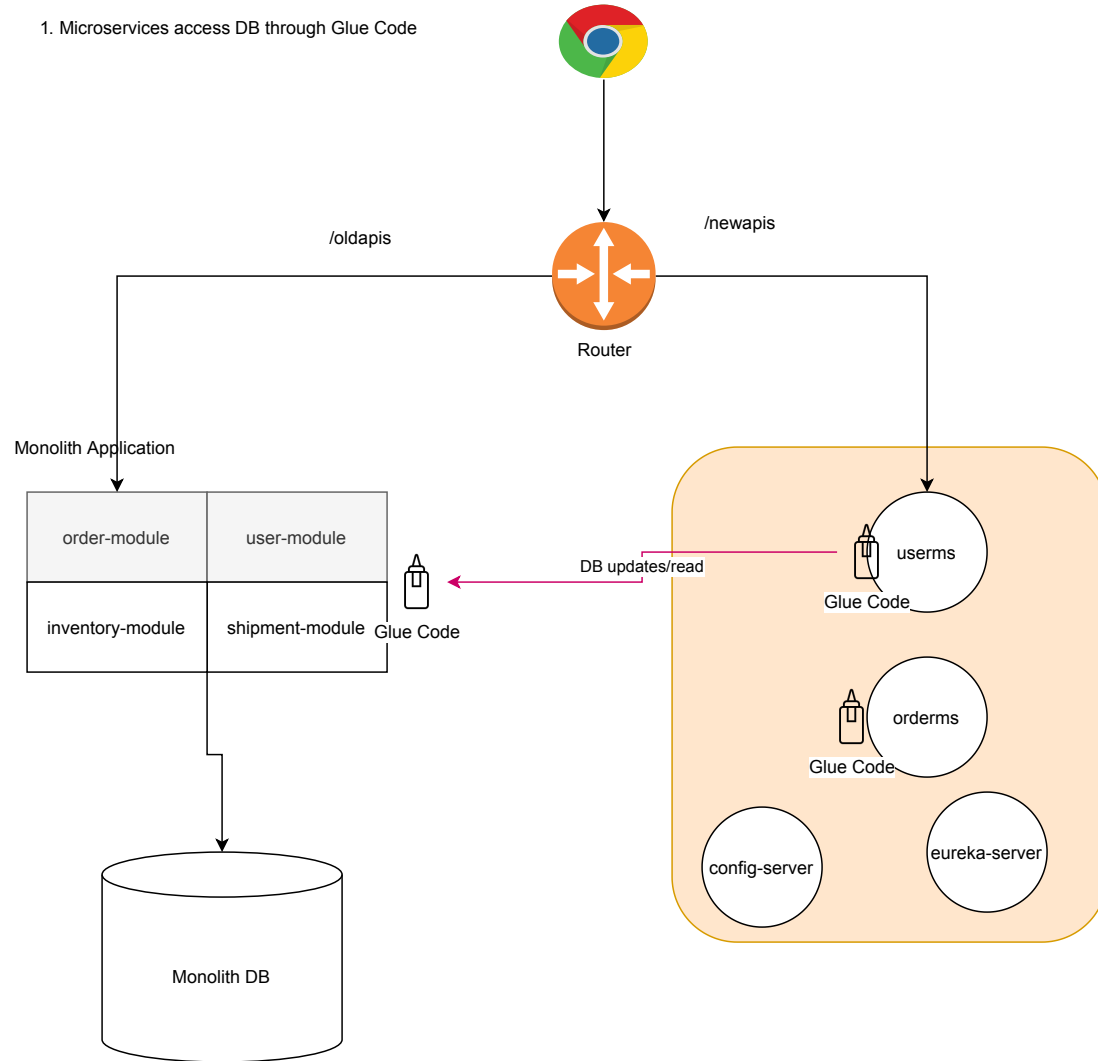 1. Microservices access DB through Glue Code
/oldapis
/newapis
Router
Monolith Application
order-module
user-module
inventory-module
shipment-module
Glue Code
DB updates/read
userms
Glue Code
orderms
Glue Code
config-server
eureka-server
Monolith DB